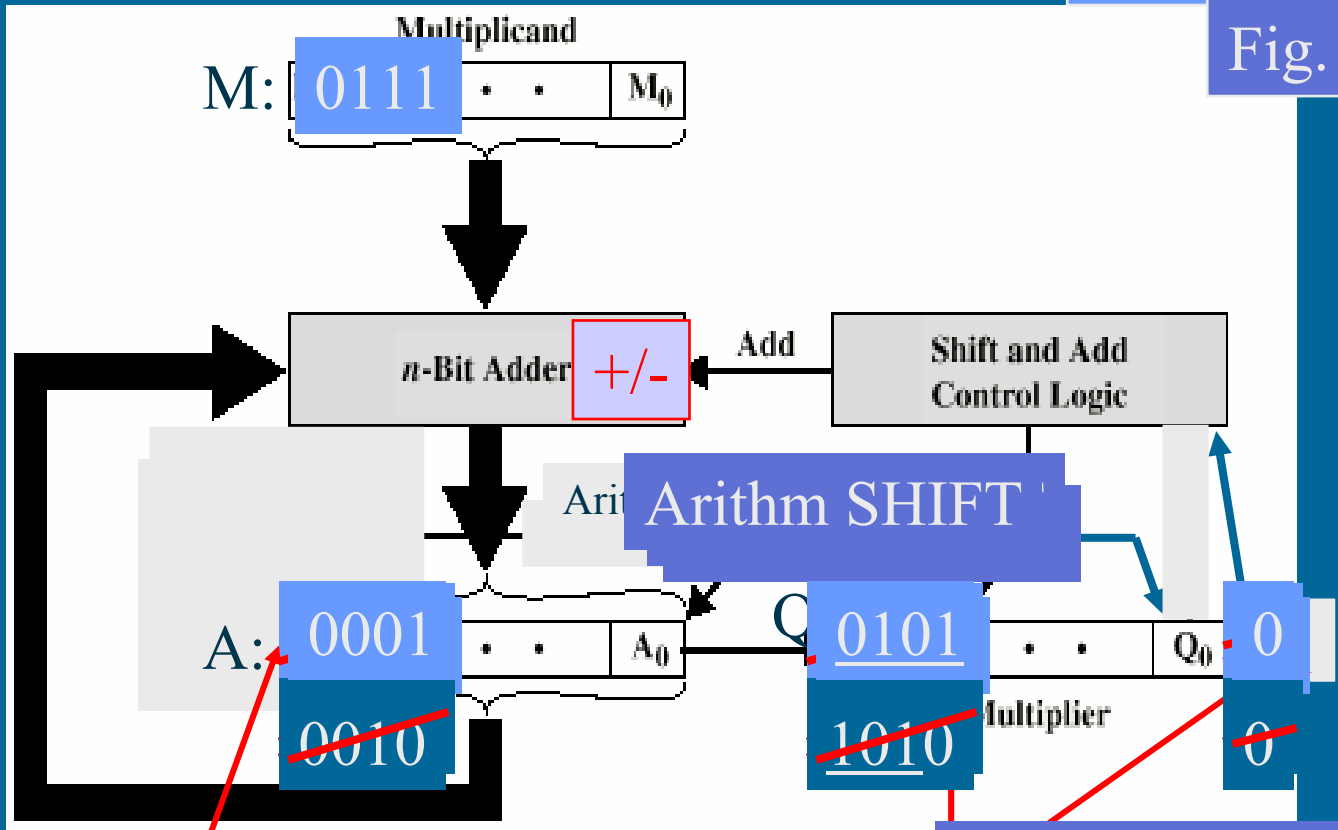 Multiplicand
Fig.
M: 0111 · · M0
n-Bit Adder +/-
Add
Shift and Add
Control Logic
Arithm SHIFT
A: 0001 · · A0
Q 0101 · · Q0 0
0010
1010
Multiplier
0